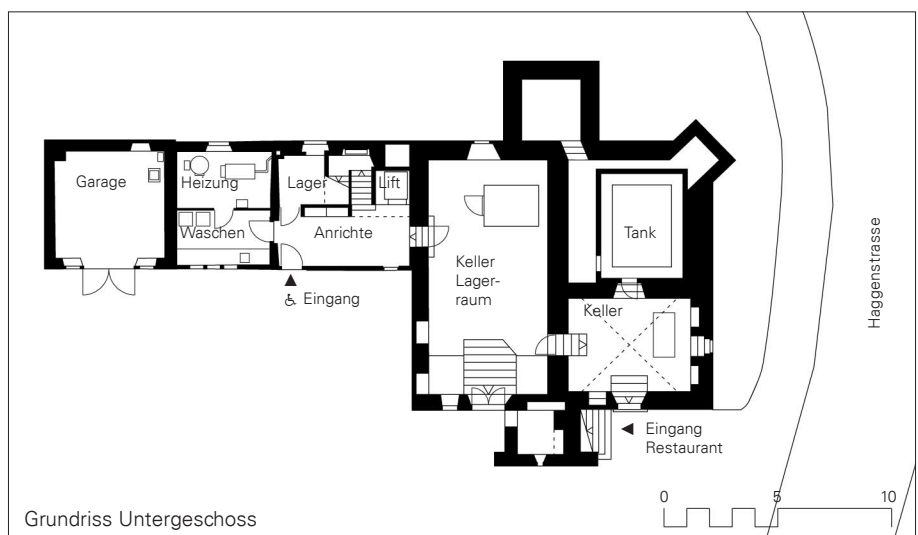 Garage
Heizung
Lager
Lift
Waschen
Anrichte
Tank
Keller
Lager-
raum
Keller
Eingang
Eingang
Restaurant
Haggenstrasse
0 5 10
Grundriss Untergeschoss